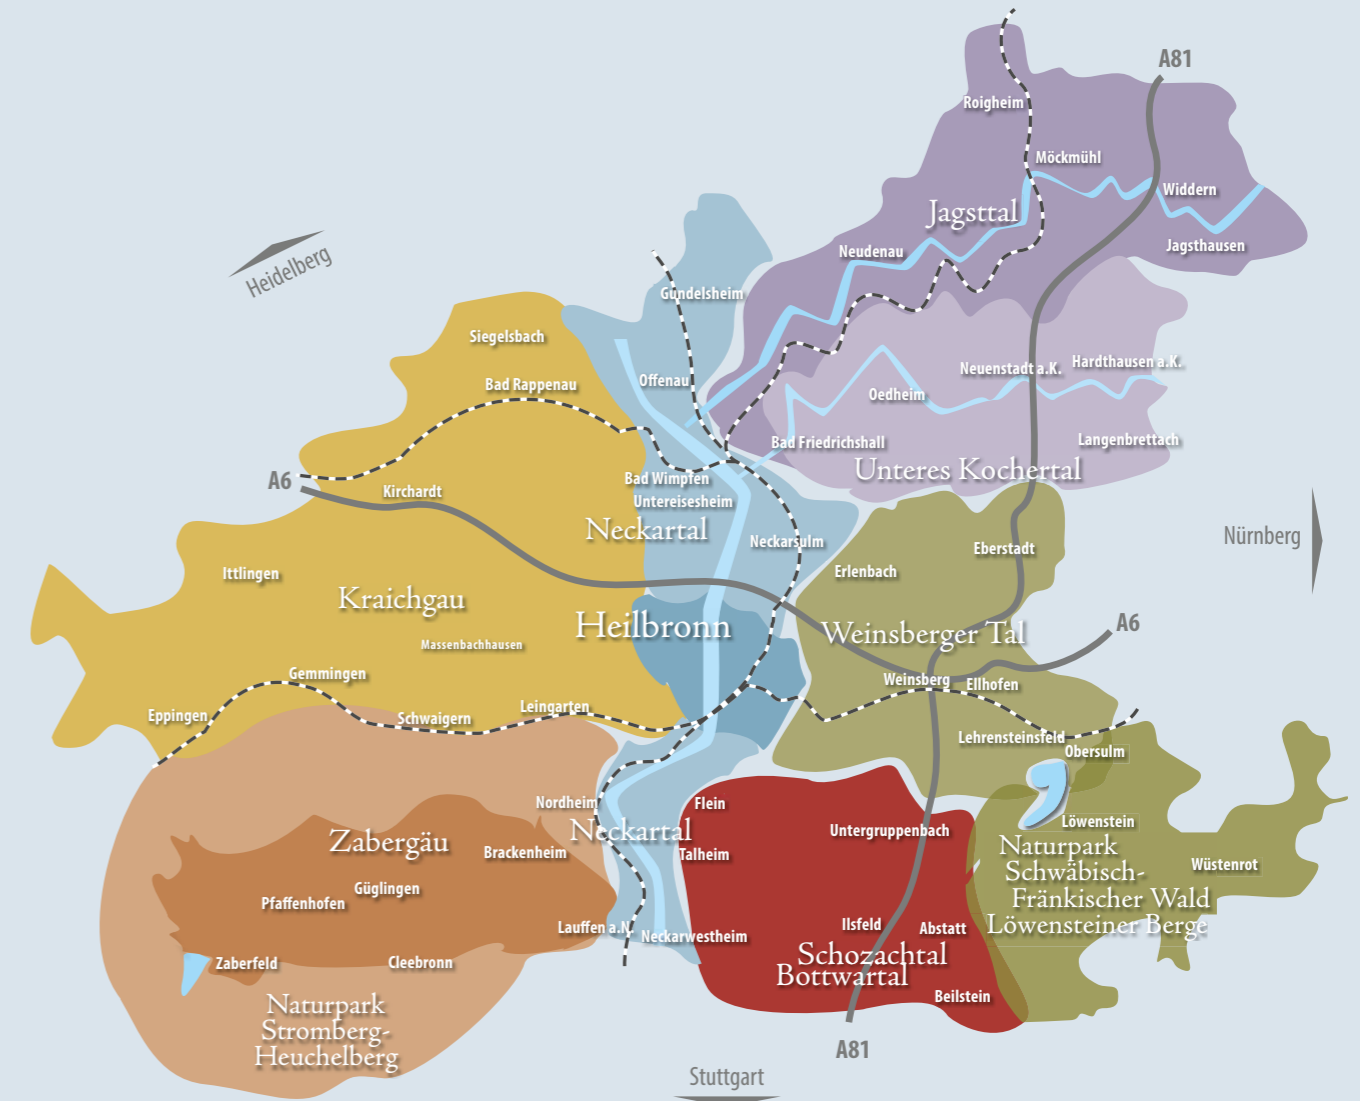 A81
Roigheim
Möckmühl
Widdern
Jagsttal
Jagsthausen
Neudenau
Heidelberg
Gundelsheim
Siegelsbach
Hardthausen a.K.
Neuenstadt a.K.
Offenau
Bad Rappenau
Oedheim
Langenbrettach
Bad Friedrichshall
Unteres Kochertal
A6
Bad Wimpfen
Kirchardt
Untereisesheim
Neckartal
Nürnberg
Neckarsulm
Eberstadt
Erlenbach
Ittlingen
Kraichgau
Heilbronn
Weinsberger Tal
A6
Massenbachhausen
Gemmingen
Weinsberg
Ellhofen
Leingarten
Eppingen
Schwaigern
Lehrensteinsfeld
Obersulm
Nordheim
Flein
Löwenstein
Neckartal
Untergruppenbach
Zabergäu
Brackenheim
Talheim
Naturpark
Schwäbisch-
Fränkischer Wald
Löwensteiner Berge
Wüstenrot
Güglingen
Pfaffenhofen
Lauffen a.N.
Neckarwestheim
Ilsfeld
Abstatt
Schozachtal
Bottwartal
Zaberfeld
Cleebronn
Beilstein
Naturpark
Stromberg-
Heuchelberg
A81
Stuttgart